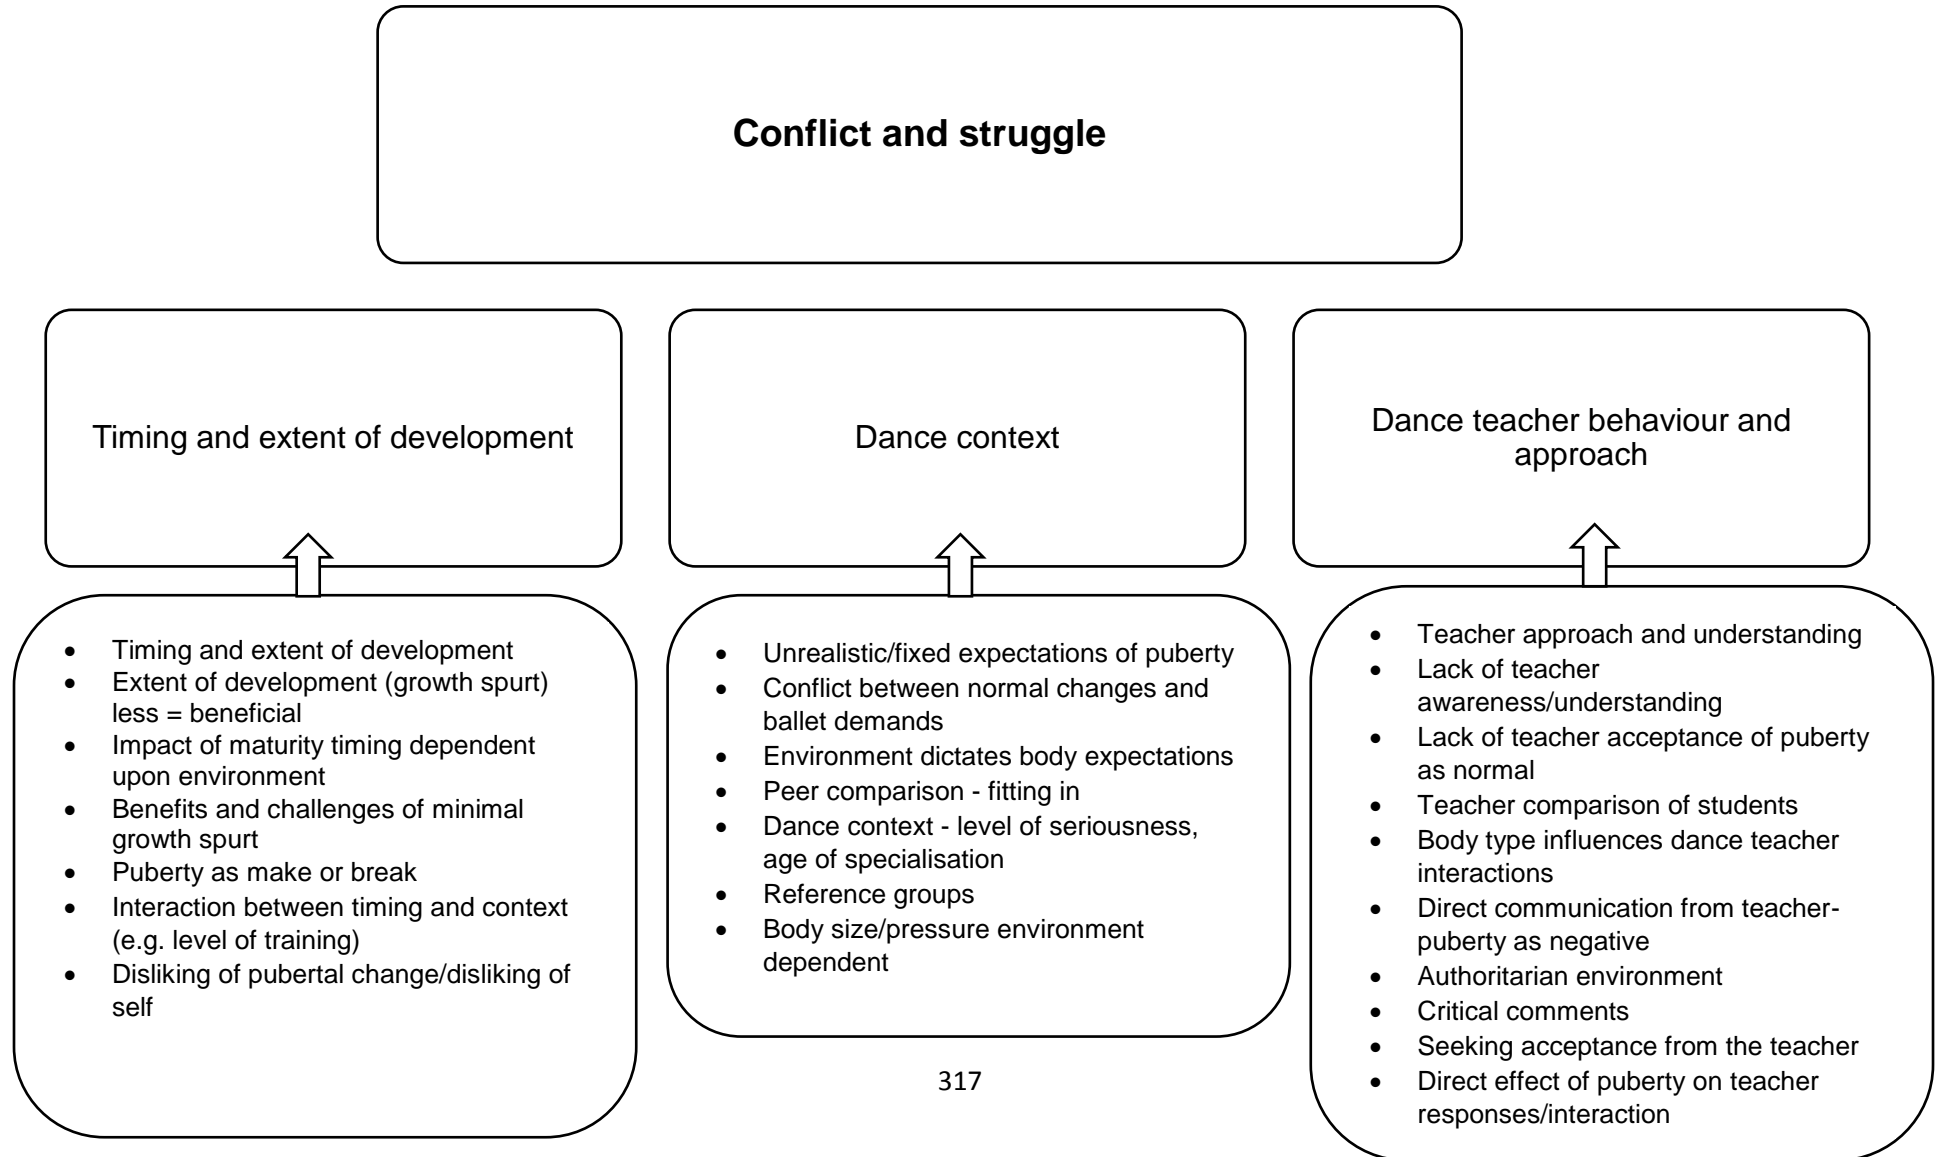 Conflict and struggle
Timing and extent of development
Dance context
Dance teacher behaviour and
approach
• Timing and extent of development
• Extent of development (growth spurt)
less = beneficial
• Impact of maturity timing dependent
upon environment
• Benefits and challenges of minimal
growth spurt
• Puberty as make or break
• Interaction between timing and context
(e.g. level of training)
• Disliking of pubertal change/disliking of
self
• Unrealistic/fixed expectations of puberty
• Conflict between normal changes and
ballet demands
• Environment dictates body expectations
• Peer comparison - fitting in
• Dance context - level of seriousness,
age of specialisation
• Reference groups
• Body size/pressure environment
dependent
• Teacher approach and understanding
• Lack of teacher
awareness/understanding
• Lack of teacher acceptance of puberty
as normal
• Teacher comparison of students
• Body type influences dance teacher
interactions
• Direct communication from teacher-
puberty as negative
• Authoritarian environment
• Critical comments
• Seeking acceptance from the teacher
• Direct effect of puberty on teacher
responses/interaction
317